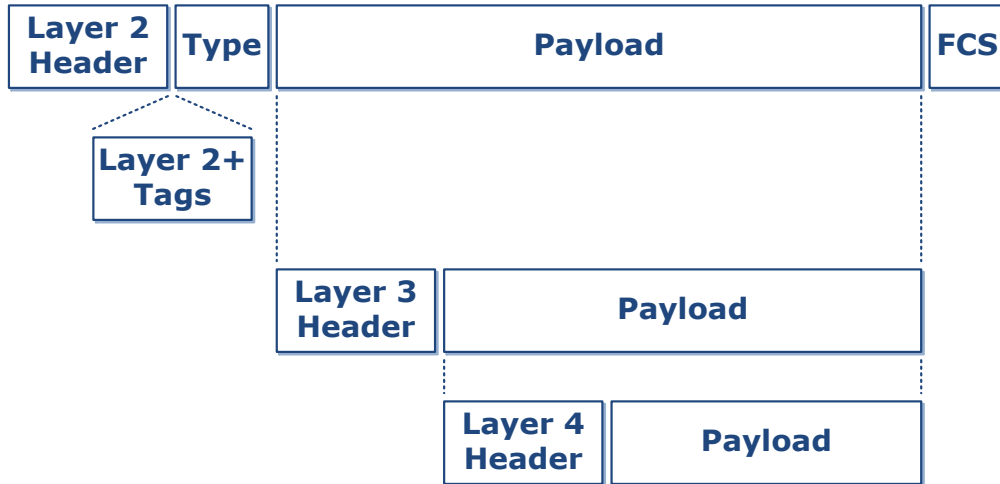 Layer 2
Header
Type
Payload
FCS
Layer 2+
Tags
Layer 3
Header
Payload
Layer 4
Header
Payload